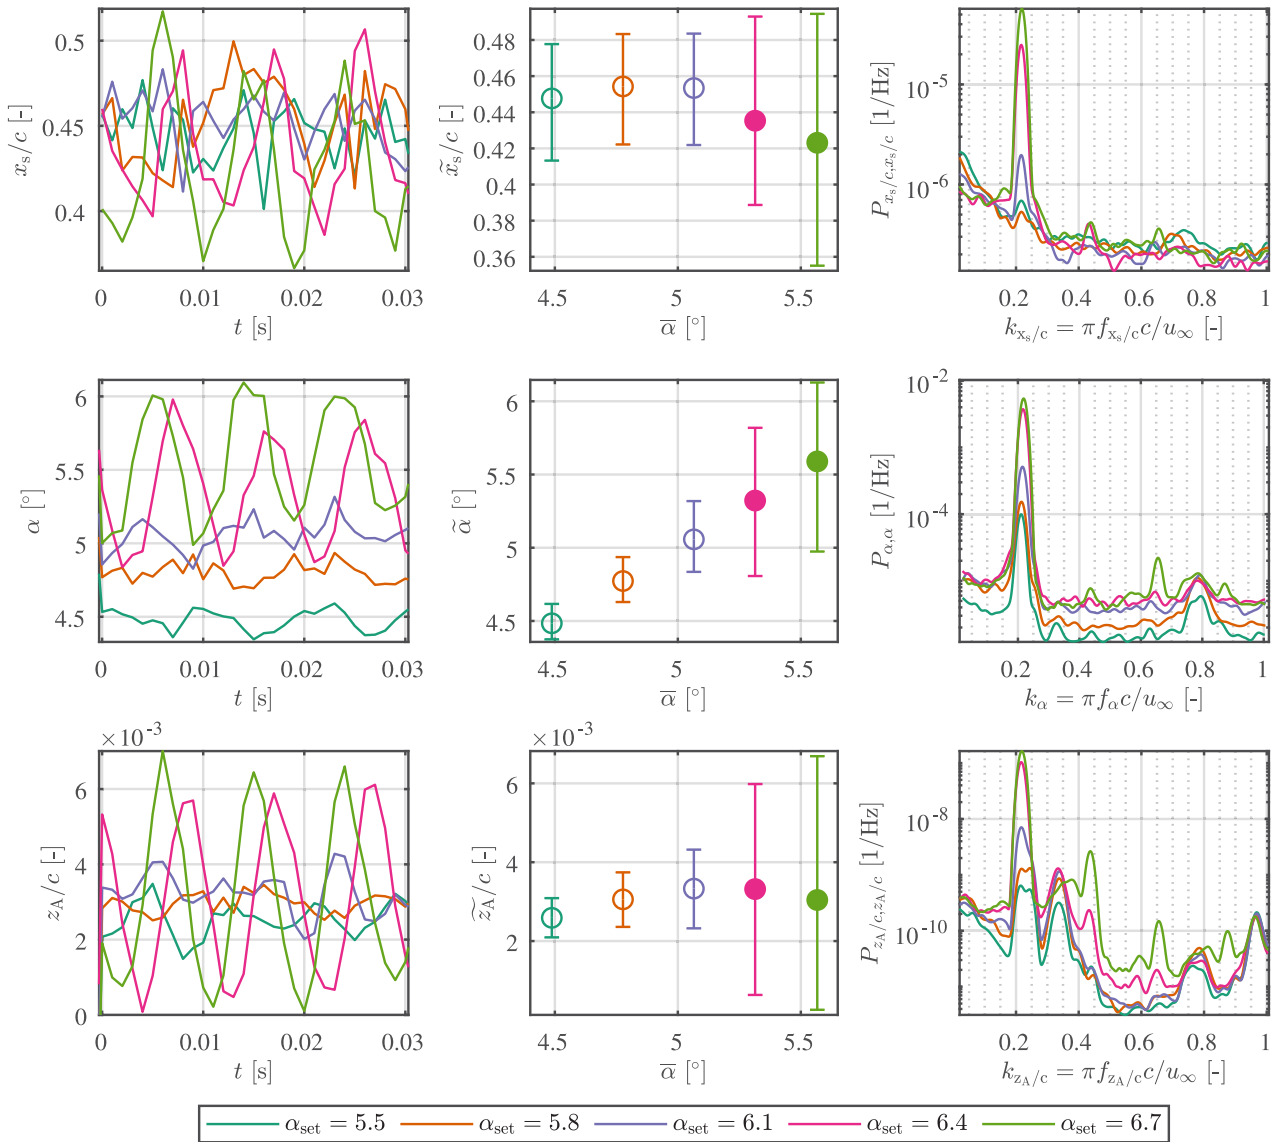 0.5
0.45
0.4
x_s/c [-]
0 0.01 0.02 0.03
t [s]
0.48
0.46
0.44
0.42
0.4
0.38
0.36
x̃_s/c [-]
4.5 5 5.5
α̅ [°]
10^-5
10^-6
P_{x_s/c,x_s/c} [1/Hz]
0.2 0.4 0.6 0.8 1
k_{x_s/c} = πf_{x_s/c}c/u_∞ [-]
6
5.5
5
4.5
α [°]
0 0.01 0.02 0.03
t [s]
6
5.5
5
4.5
α̃ [°]
4.5 5 5.5
α̅ [°]
10^-2
10^-4
P_{α,α} [1/Hz]
0.2 0.4 0.6 0.8 1
k_α = πf_αc/u_∞ [-]
×10^-3
6
4
2
0
z_A/c [-]
0 0.01 0.02 0.03
t [s]
×10^-3
6
4
2
z̃_A/c [-]
4.5 5 5.5
α̅ [°]
10^-8
10^-10
P_{z_A/c,z_A/c} [1/Hz]
0.2 0.4 0.6 0.8 1
k_{z_A/c} = πf_{z_A/c}c/u_∞ [-]
α_set = 5.5 α_set = 5.8 α_set = 6.1 α_set = 6.4 α_set = 6.7